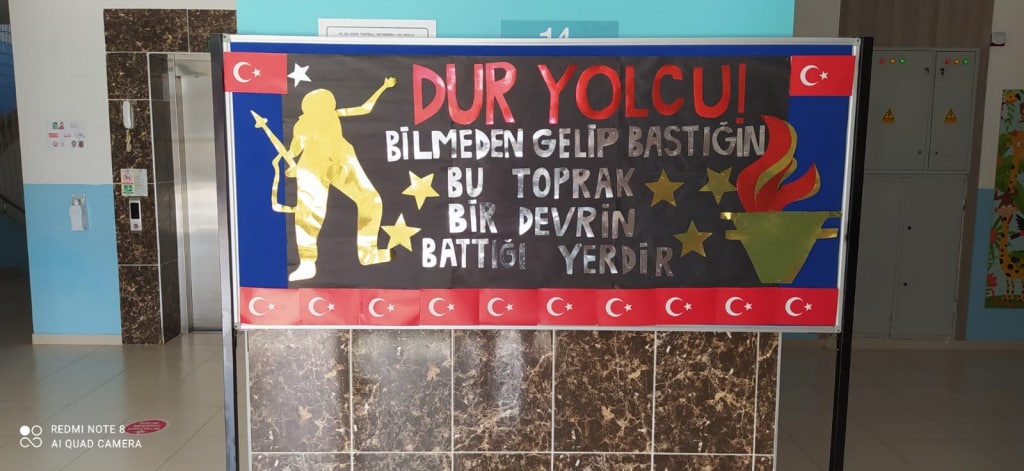 DUR YOLCU!
BİLMEDEN GELİP BASTIĞIN
BU TOPRAK
BİR DEVRİN
BATTIĞI YERDİR
REDMI NOTE 8
AI QUAD CAMERA